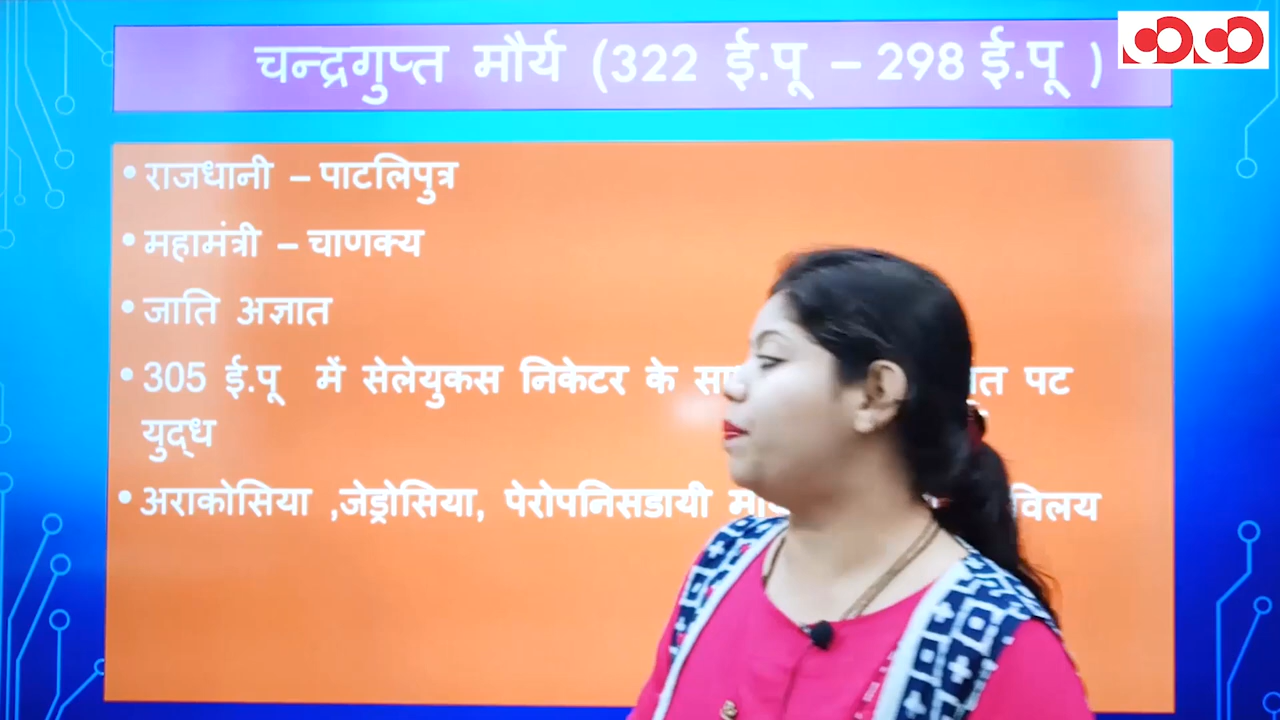 चन्द्रगुप्त मौर्य (322 ई.पू – 298 ई.पू )
• राजधानी – पाटलिपुत्र
• महामंत्री – चाणक्य
• जाति अज्ञात
• 305 ई.पू में सेलेयुकस निकेटर के पट
युद्ध
• अराकोसिया ,जेड्रोसिया, पेरोपनिसडायी विलय